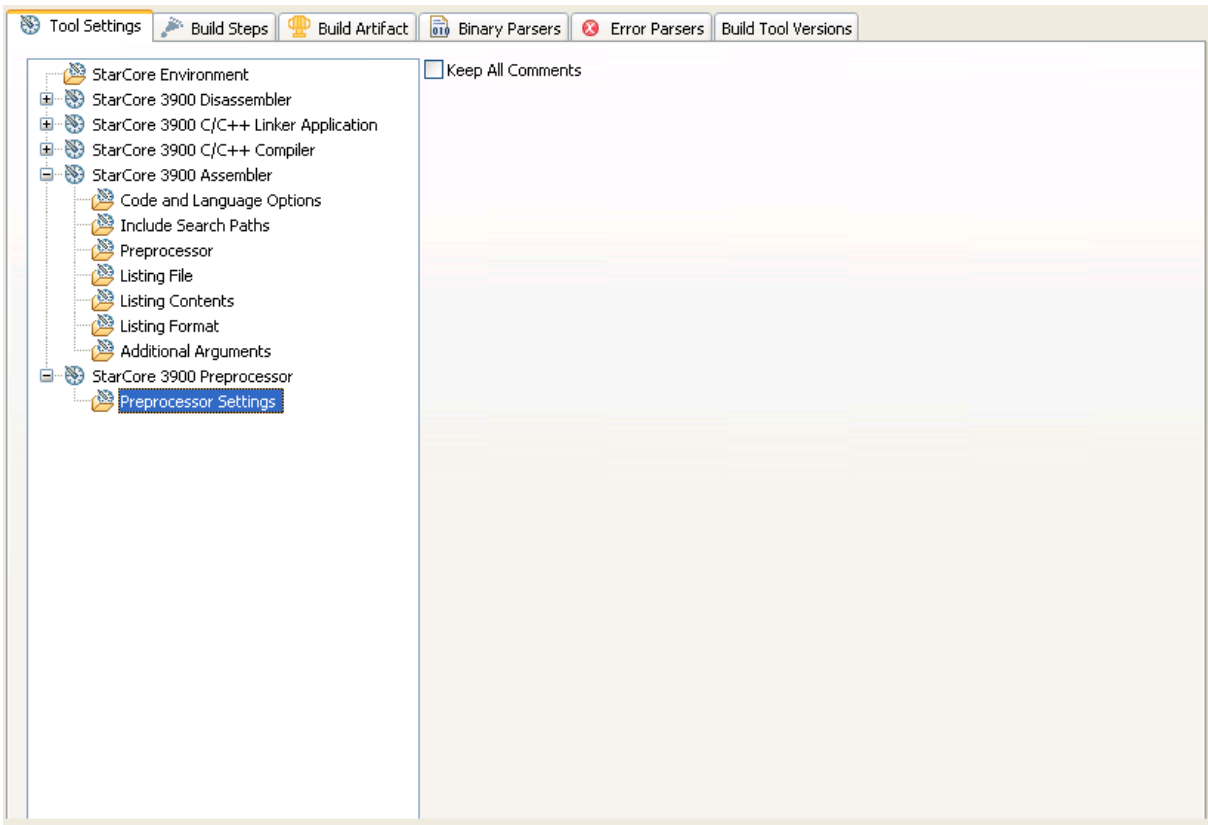 Tool Settings Build Steps Build Artifact 010 Binary Parsers Error Parsers Build Tool Versions
StarCore Environment
StarCore 3900 Disassembler
StarCore 3900 C/C++ Linker Application
StarCore 3900 C/C++ Compiler
StarCore 3900 Assembler
Code and Language Options
Include Search Paths
Preprocessor
Listing File
Listing Contents
Listing Format
Additional Arguments
StarCore 3900 Preprocessor
Preprocessor Settings
Keep All Comments